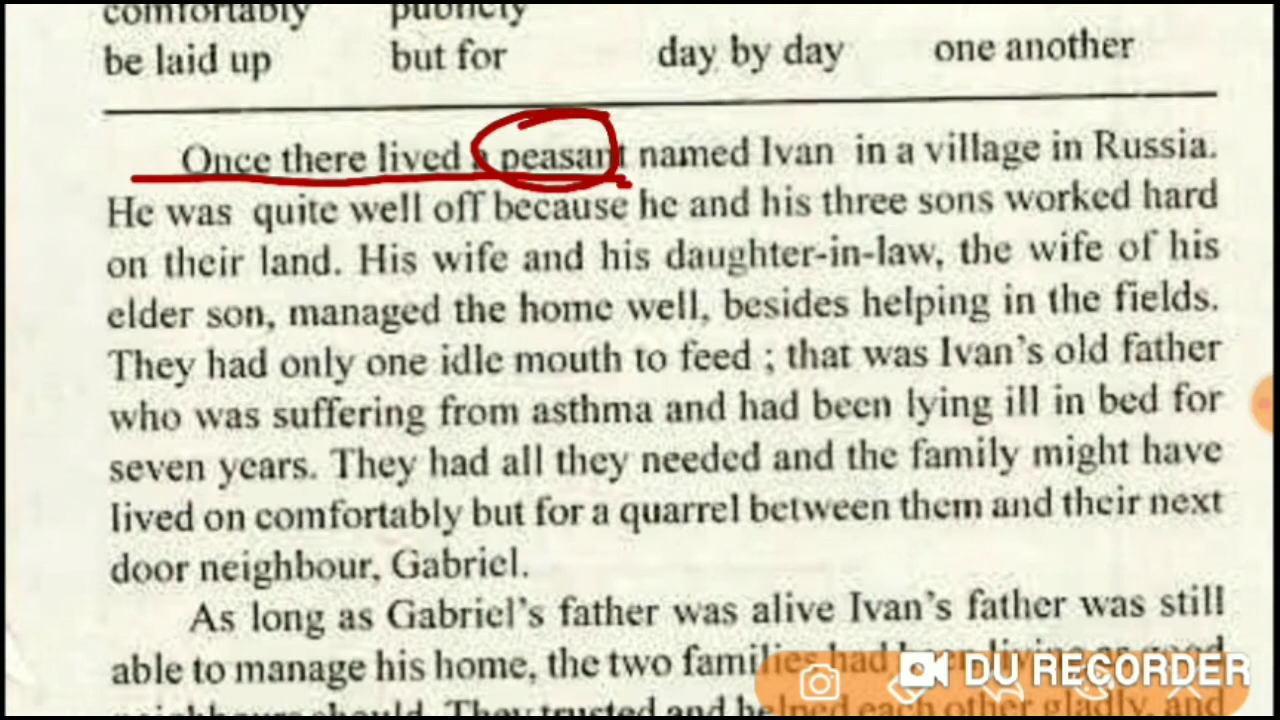 comfortably publicly
be laid up but for day by day one another
Once there lived a peasant named Ivan in a village in Russia.
He was quite well off because he and his three sons worked hard
on their land. His wife and his daughter-in-law, the wife of his
elder son, managed the home well, besides helping in the fields.
They had only one idle mouth to feed ; that was Ivan's old father
who was suffering from asthma and had been lying ill in bed for
seven years. They had all they needed and the family might have
lived on comfortably but for a quarrel between them and their next
door neighbour, Gabriel.
As long as Gabriel's father was alive Ivan's father was still
able to manage his home, the two families had been living as good
neighbours should. They trusted and helped each other gladly, and
DU RECORDER